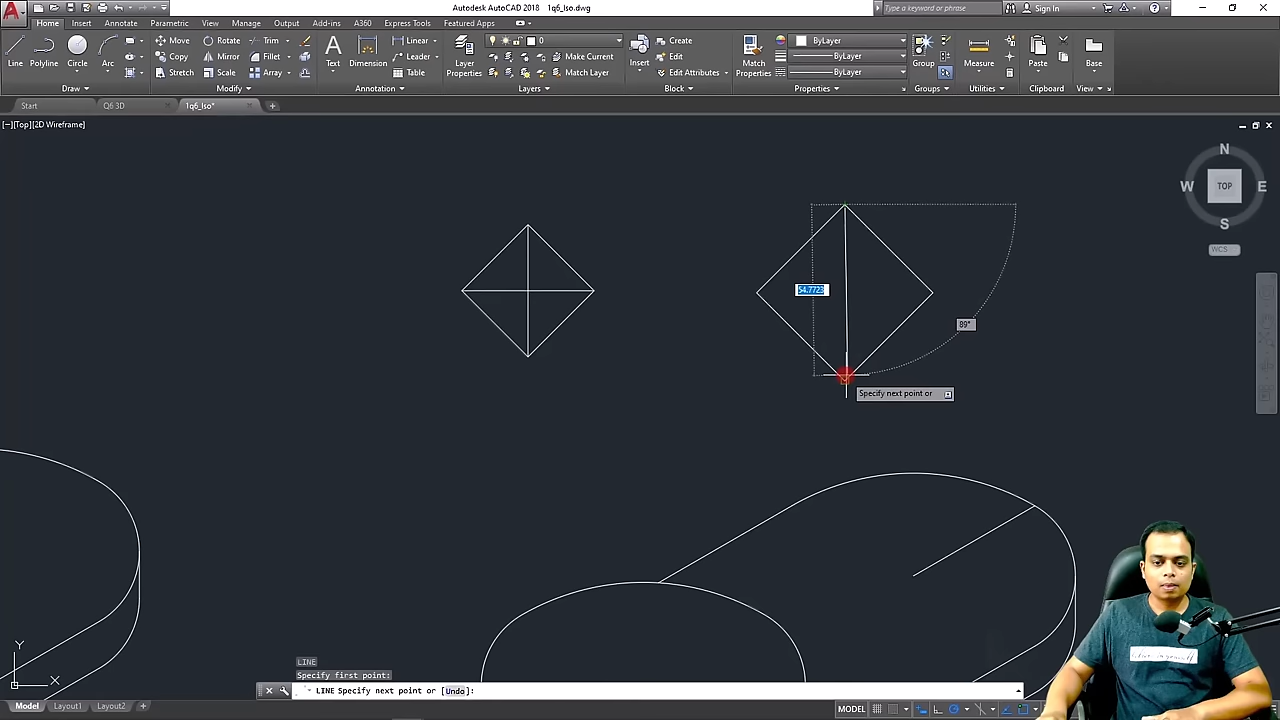 Autodesk AutoCAD 2018 1q6_Iso.dwg
Type a keyword or phrase
Sign In
Home Insert Annotate Parametric View Manage Output Add-ins A360 Express Tools Featured Apps
Line Polyline Circle Arc
Move Rotate Trim
Copy Mirror Fillet
Stretch Scale Array
Text Dimension
Linear
Leader
Table
Layer Properties
0
Make Current
Match Layer
Insert
Create
Edit
Edit Attributes
Match Properties
ByLayer
ByLayer
ByLayer
Group
Measure
Paste
Base
Draw Modify Annotation Layers Block Properties Groups Utilities Clipboard View
Start Q6 3D 1q6_Iso*
[−][Top][2D Wireframe]
N
W TOP E
S
WCS
54.7723
89°
Specify next point or
Y
X
LINE
Specify first point:
LINE Specify next point or [Undo]:
Model Layout1 Layout2
MODEL